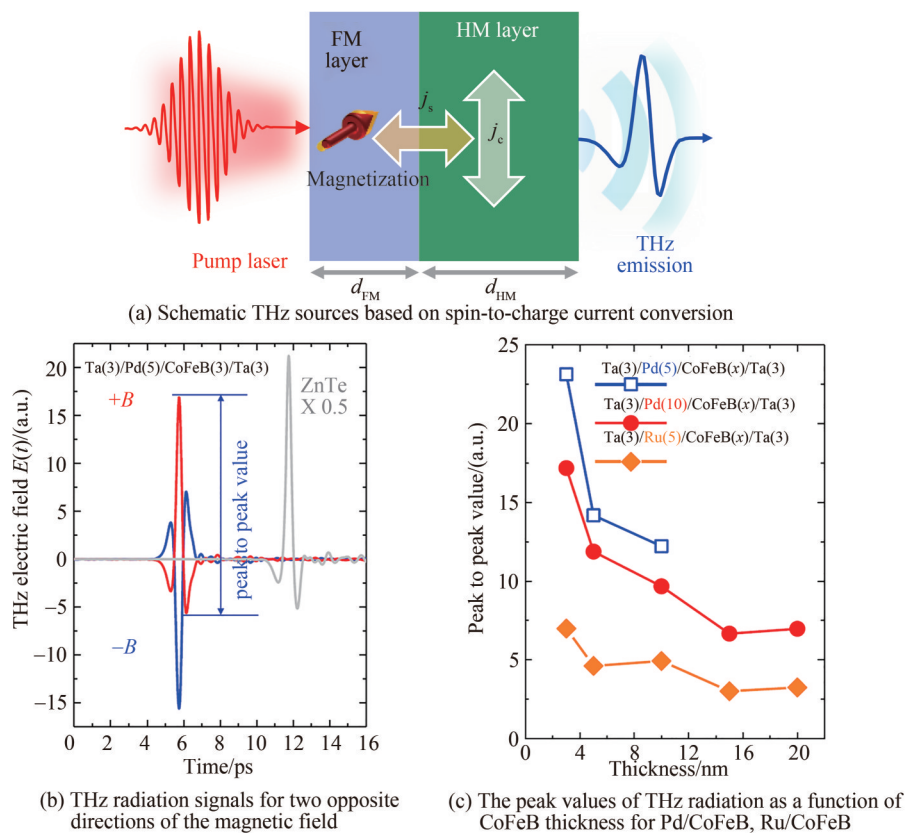 FM
layer
HM layer
j_s
j_c
Magnetization
Pump laser
THz
emission
d_FM
d_HM
(a) Schematic THz sources based on spin-to-charge current conversion
Ta(3)/Pd(5)/CoFeB(3)/Ta(3)
+B
ZnTe
X 0.5
peak to peak value
−B
THz electric field E(t)/(a.u.)
20
15
10
5
0
−5
−10
−15
0 2 4 6 8 10 12 14 16
Time/ps
(b) THz radiation signals for two opposite
directions of the magnetic field
Ta(3)/Pd(5)/CoFeB(x)/Ta(3)
Ta(3)/Pd(10)/CoFeB(x)/Ta(3)
Ta(3)/Ru(5)/CoFeB(x)/Ta(3)
Peak to peak value/(a.u.)
25
20
15
10
5
0
0 4 8 12 16 20
Thickness/nm
(c) The peak values of THz radiation as a function of
CoFeB thickness for Pd/CoFeB, Ru/CoFeB